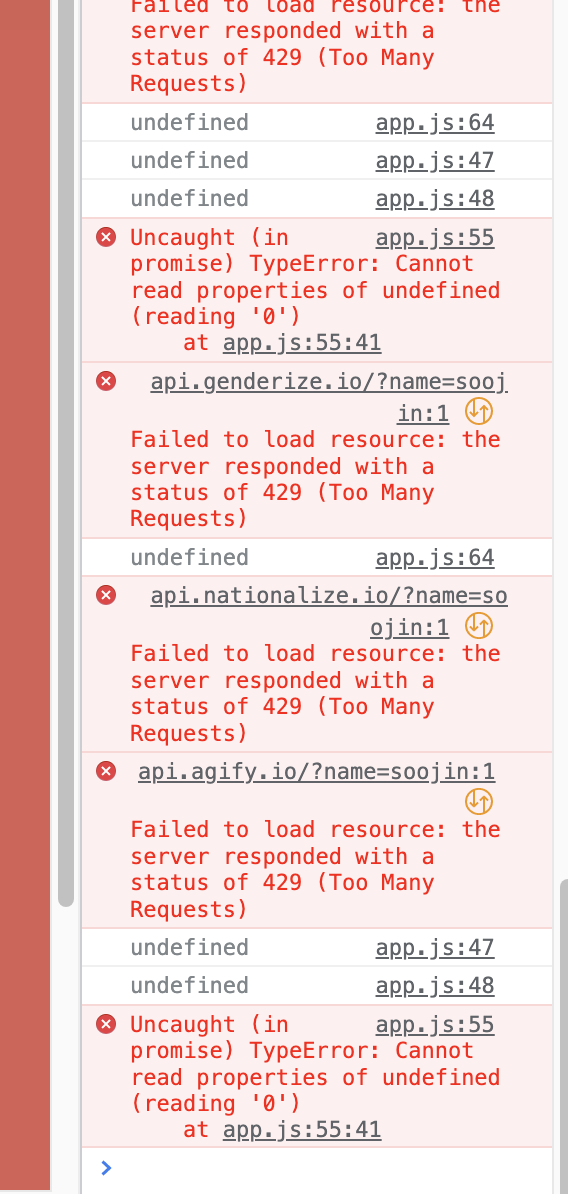 Failed to load resource: the
server responded with a
status of 429 (Too Many
Requests)
undefined app.js:64
undefined app.js:47
undefined app.js:48
Uncaught (in app.js:55
promise) TypeError: Cannot
read properties of undefined
(reading '0')
at app.js:55:41
api.genderize.io/?name=sooj
in:1
Failed to load resource: the
server responded with a
status of 429 (Too Many
Requests)
undefined app.js:64
api.nationalize.io/?name=so
ojin:1
Failed to load resource: the
server responded with a
status of 429 (Too Many
Requests)
api.agify.io/?name=soojin:1
Failed to load resource: the
server responded with a
status of 429 (Too Many
Requests)
undefined app.js:47
undefined app.js:48
Uncaught (in app.js:55
promise) TypeError: Cannot
read properties of undefined
(reading '0')
at app.js:55:41